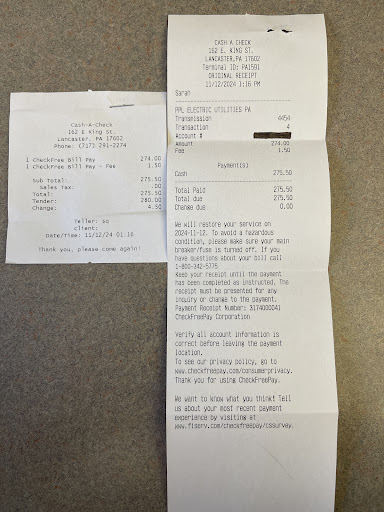 Cash-A-Check
162 E King St.
Lancaster, PA 17602
Phone: (717) 291-2274
1 CheckFree Bill Pay 274.00
1 CheckFree Bill Pay - Fee 1.50
Sub Total: 275.50
Sales Tax: .00
Total: 275.50
Tender: 280.00
Change: 4.50
Teller: sq
Client:
Date/Time: 11/12/24 01:16
Thank you, please come again!
CASH A CHECK
162 E. KING ST.
LANCASTER,PA 17602
Terminal ID: PA1591
ORIGINAL RECEIPT
11/12/2024 1:16 PM
Sarah
PPL ELECTRIC UTILITIES PA
Transmission 4454
Transaction 4
Account #
Amount 274.00
Fee 1.50
Payment(s)
Cash 275.50
Total Paid 275.50
Total due 275.50
Change due 0.00
We will restore your service on
2024-11-12. To avoid a hazardous
condition, please make sure your main
breaker/fuse is turned off. If you
have questions about your bill call
1-800-342-5775
Keep your receipt until the payment
has been completed as instructed. The
receipt must be presented for any
inquiry or change to the payment.
Payment Receipt Number: 3174000041
CheckFreePay Corporation
Verify all account information is
correct before leaving the payment
location.
To see our privacy policy, go to
www.checkfreepay.com/consumerprivacy.
Thank you for using CheckFreePay.
We want to know what you think! Tell
us about your most recent payment
experience by visiting at
www.fiserv.com/checkfreepay/cssurvey.